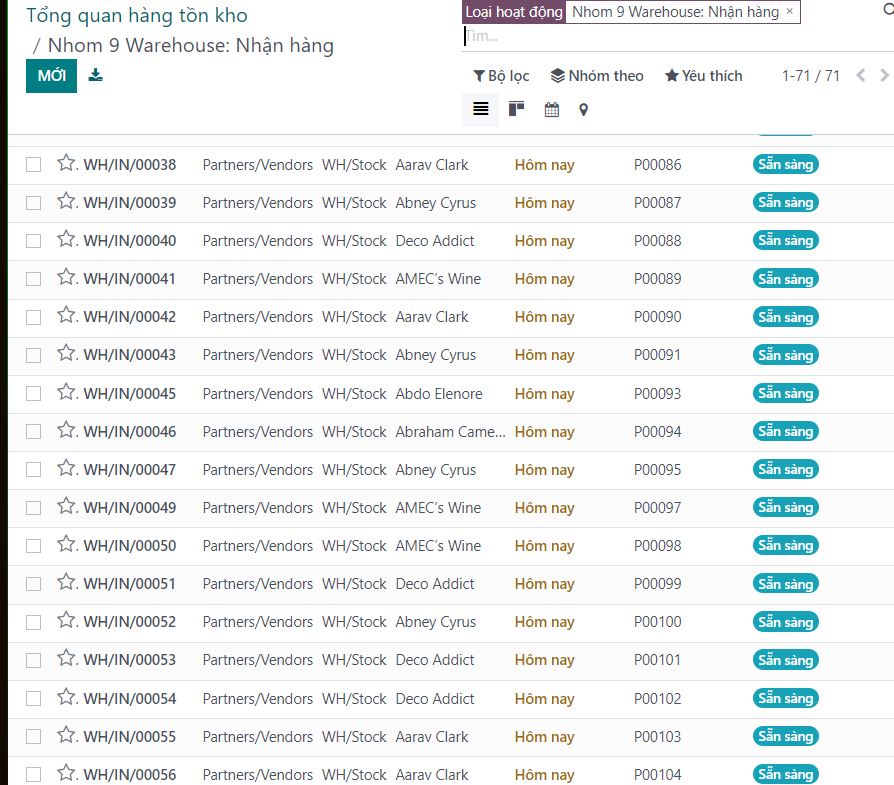 Tổng quan hàng tồn kho
/ Nhom 9 Warehouse: Nhận hàng
MỚI
Loại hoạt động Nhom 9 Warehouse: Nhận hàng ×
Tìm...
Bộ lọc Nhóm theo Yêu thích 1-71 / 71
WH/IN/00038 Partners/Vendors WH/Stock Aarav Clark Hôm nay P00086 Sẵn sàng
WH/IN/00039 Partners/Vendors WH/Stock Abney Cyrus Hôm nay P00087 Sẵn sàng
WH/IN/00040 Partners/Vendors WH/Stock Deco Addict Hôm nay P00088 Sẵn sàng
WH/IN/00041 Partners/Vendors WH/Stock AMEC's Wine Hôm nay P00089 Sẵn sàng
WH/IN/00042 Partners/Vendors WH/Stock Aarav Clark Hôm nay P00090 Sẵn sàng
WH/IN/00043 Partners/Vendors WH/Stock Abney Cyrus Hôm nay P00091 Sẵn sàng
WH/IN/00045 Partners/Vendors WH/Stock Abdo Elenore Hôm nay P00093 Sẵn sàng
WH/IN/00046 Partners/Vendors WH/Stock Abraham Came... Hôm nay P00094 Sẵn sàng
WH/IN/00047 Partners/Vendors WH/Stock Abney Cyrus Hôm nay P00095 Sẵn sàng
WH/IN/00049 Partners/Vendors WH/Stock AMEC's Wine Hôm nay P00097 Sẵn sàng
WH/IN/00050 Partners/Vendors WH/Stock AMEC's Wine Hôm nay P00098 Sẵn sàng
WH/IN/00051 Partners/Vendors WH/Stock Deco Addict Hôm nay P00099 Sẵn sàng
WH/IN/00052 Partners/Vendors WH/Stock Abney Cyrus Hôm nay P00100 Sẵn sàng
WH/IN/00053 Partners/Vendors WH/Stock Deco Addict Hôm nay P00101 Sẵn sàng
WH/IN/00054 Partners/Vendors WH/Stock Deco Addict Hôm nay P00102 Sẵn sàng
WH/IN/00055 Partners/Vendors WH/Stock Aarav Clark Hôm nay P00103 Sẵn sàng
WH/IN/00056 Partners/Vendors WH/Stock Aarav Clark Hôm nay P00104 Sẵn sàng